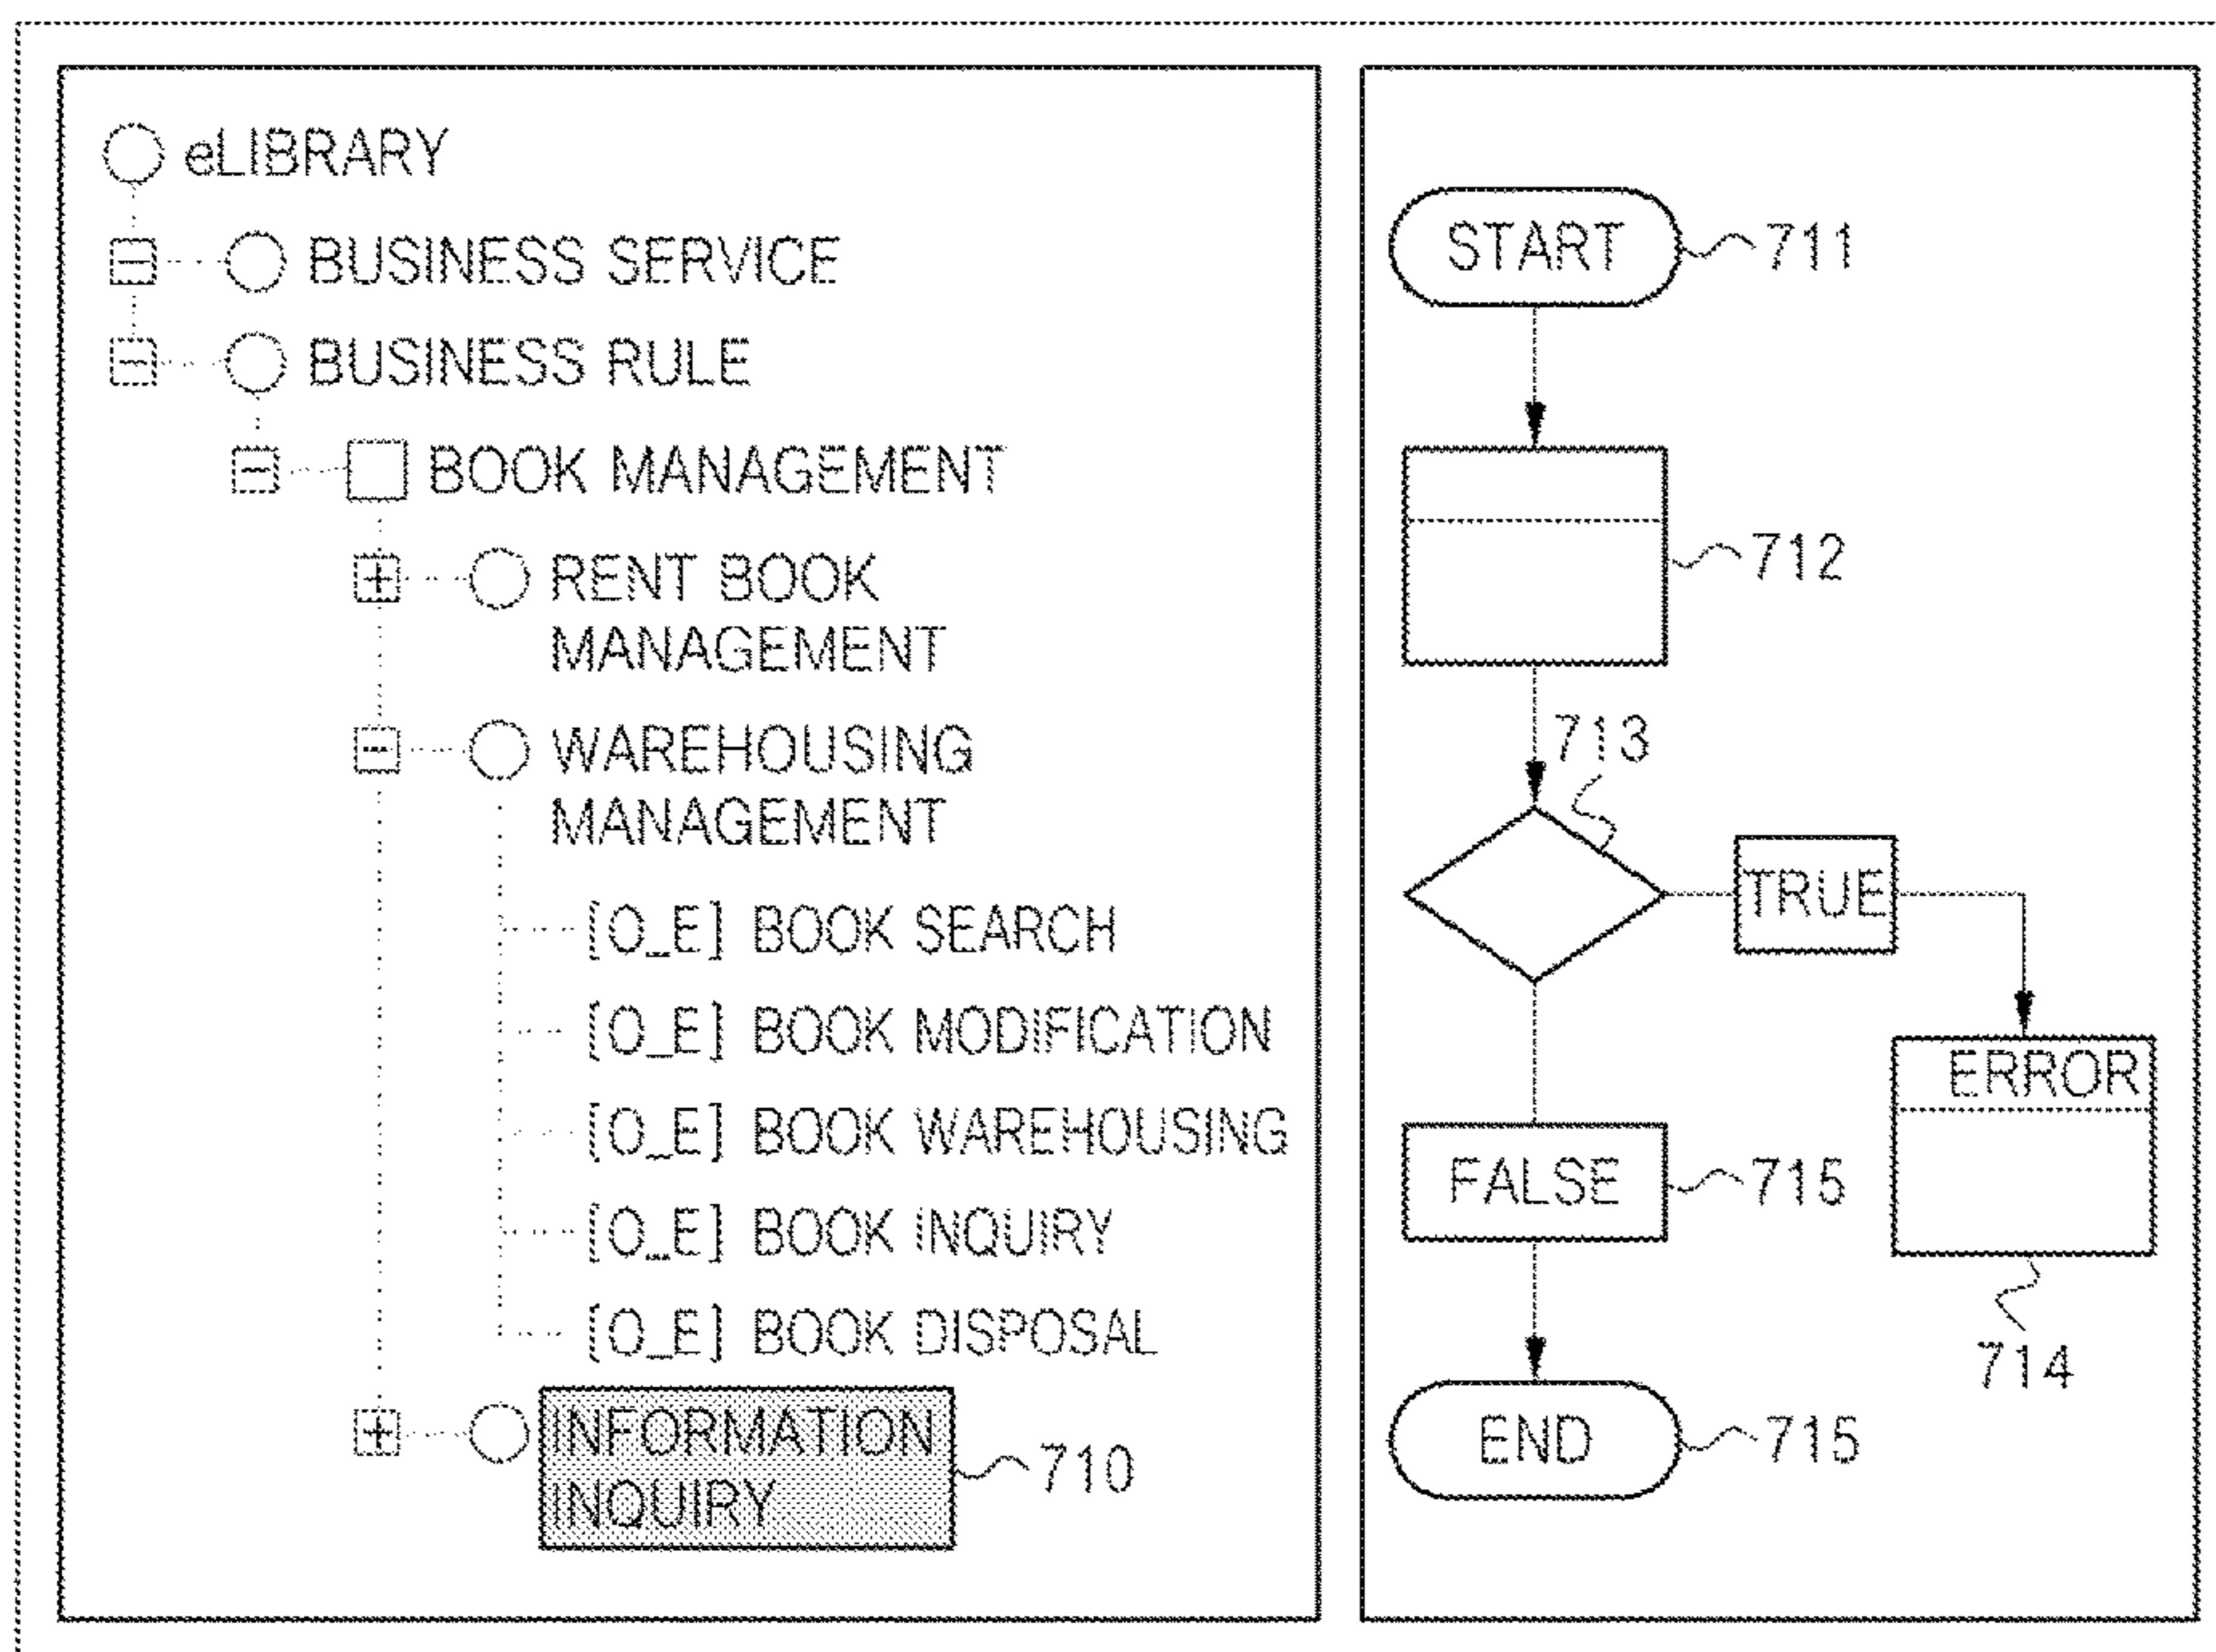 eLIBRARY
BUSINESS SERVICE
BUSINESS RULE
BOOK MANAGEMENT
RENT BOOK
MANAGEMENT
WAREHOUSING
MANAGEMENT
[O_E] BOOK SEARCH
[O_E] BOOK MODIFICATION
[O_E] BOOK WAREHOUSING
[O_E] BOOK INQUIRY
[O_E] BOOK DISPOSAL
INFORMATION
INQUIRY
710
START
711
712
713
TRUE
ERROR
714
FALSE
715
END
715